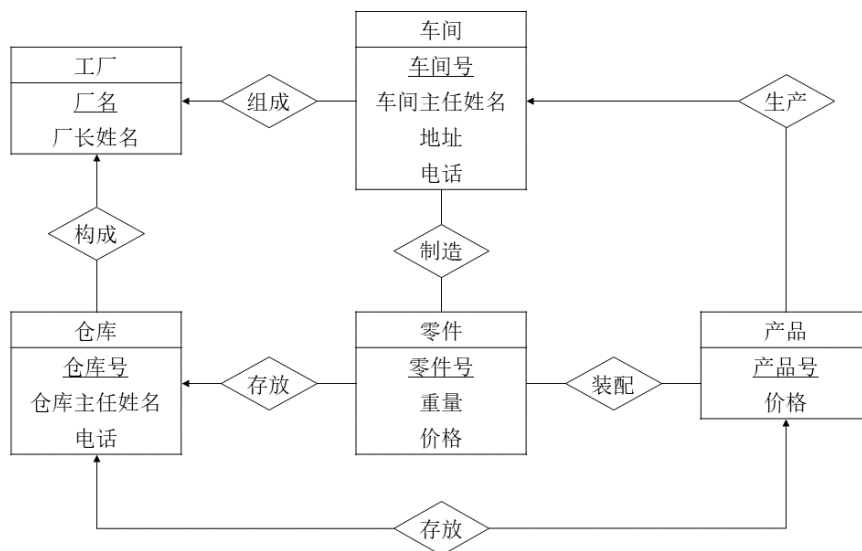 车间
车间号
车间主任姓名
地址
电话
工厂
厂名
厂长姓名
组成
生产
构成
制造
仓库
仓库号
仓库主任姓名
电话
存放
零件
零件号
重量
价格
装配
产品
产品号
价格
存放